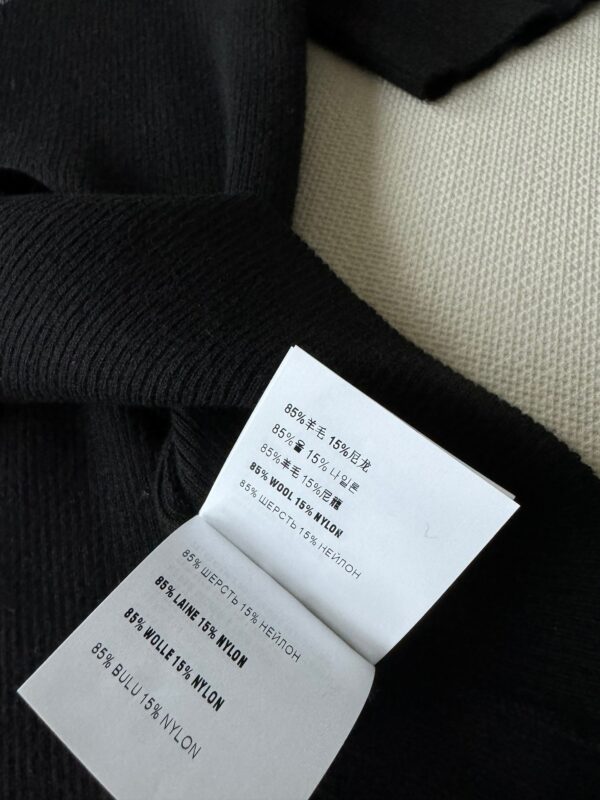 85%羊毛 15%尼龙
85%울 15% 나일론
85%羊毛 15%尼龍
85% WOOL 15% NYLON
85% ШЕРСТЬ 15% НЕЙЛОН
85% ШЕРСТЬ 15% НЕЙЛОН
85% LAINE 15% NYLON
85% WOLLE 15% NYLON
85% BULU 15% NYLON